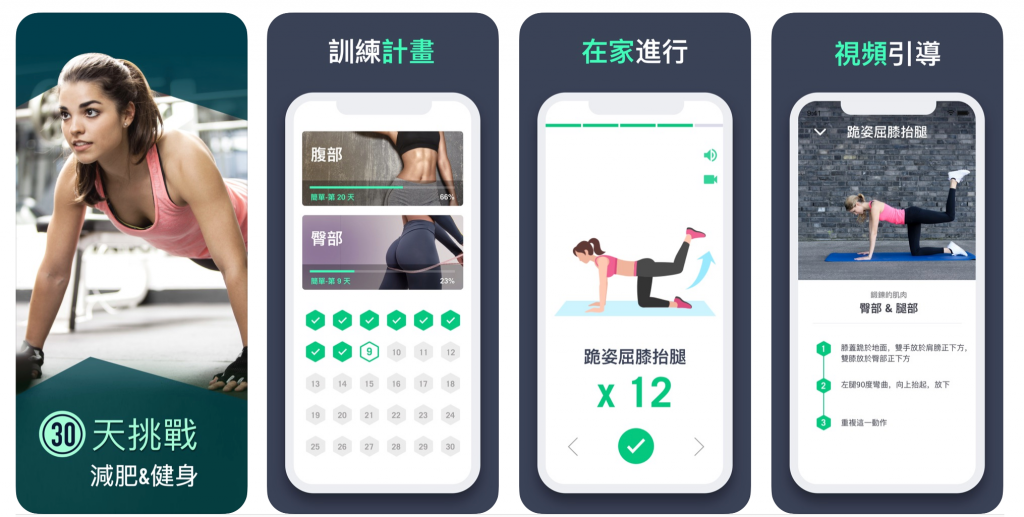 30 天挑戰
減肥&健身
訓練計畫
腹部
簡單-第 20 天
66%
臀部
簡單-第 9 天
23%
9 10 11 12
13 14 15 16 17 18
19 20 21 22 23 24
25 26 27 28 29 30
在家進行
跪姿屈膝抬腿
x 12
視頻引導
跪姿屈膝抬腿
鍛鍊的肌肉
臀部 & 腿部
1 膝蓋跪於地面，雙手放於肩膀正下方，
雙膝放於臀部正下方
2 左腿90度彎曲，向上抬起，放下
3 重複這一動作